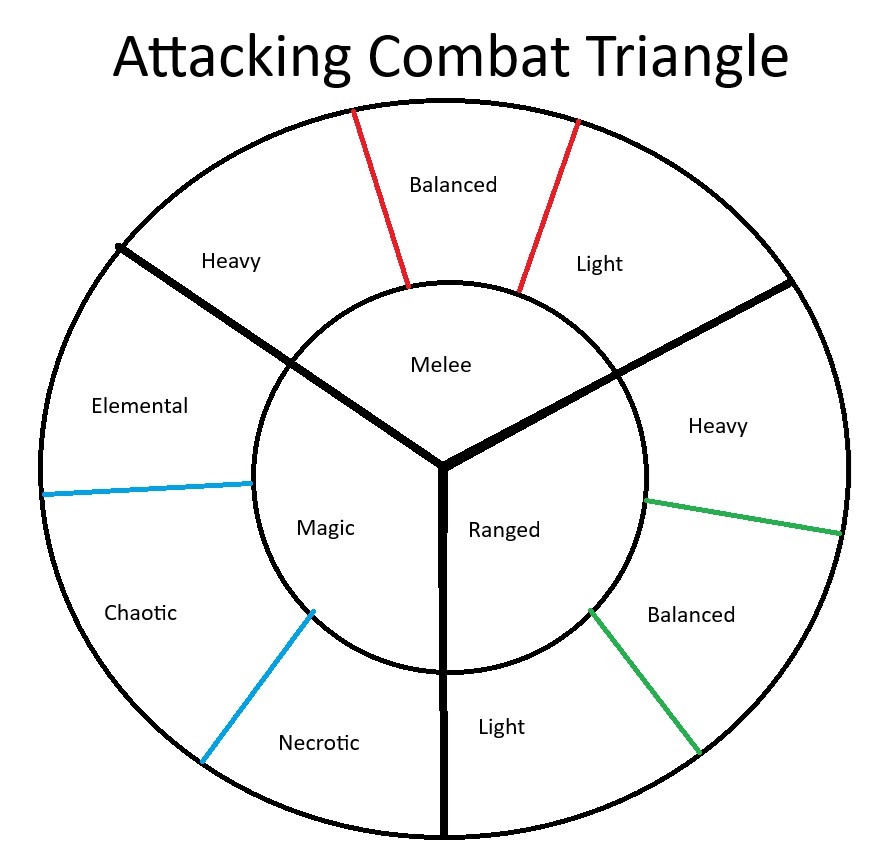 Attacking Combat Triangle
Balanced
Heavy
Light
Melee
Elemental
Heavy
Magic
Ranged
Chaotic
Balanced
Necrotic
Light